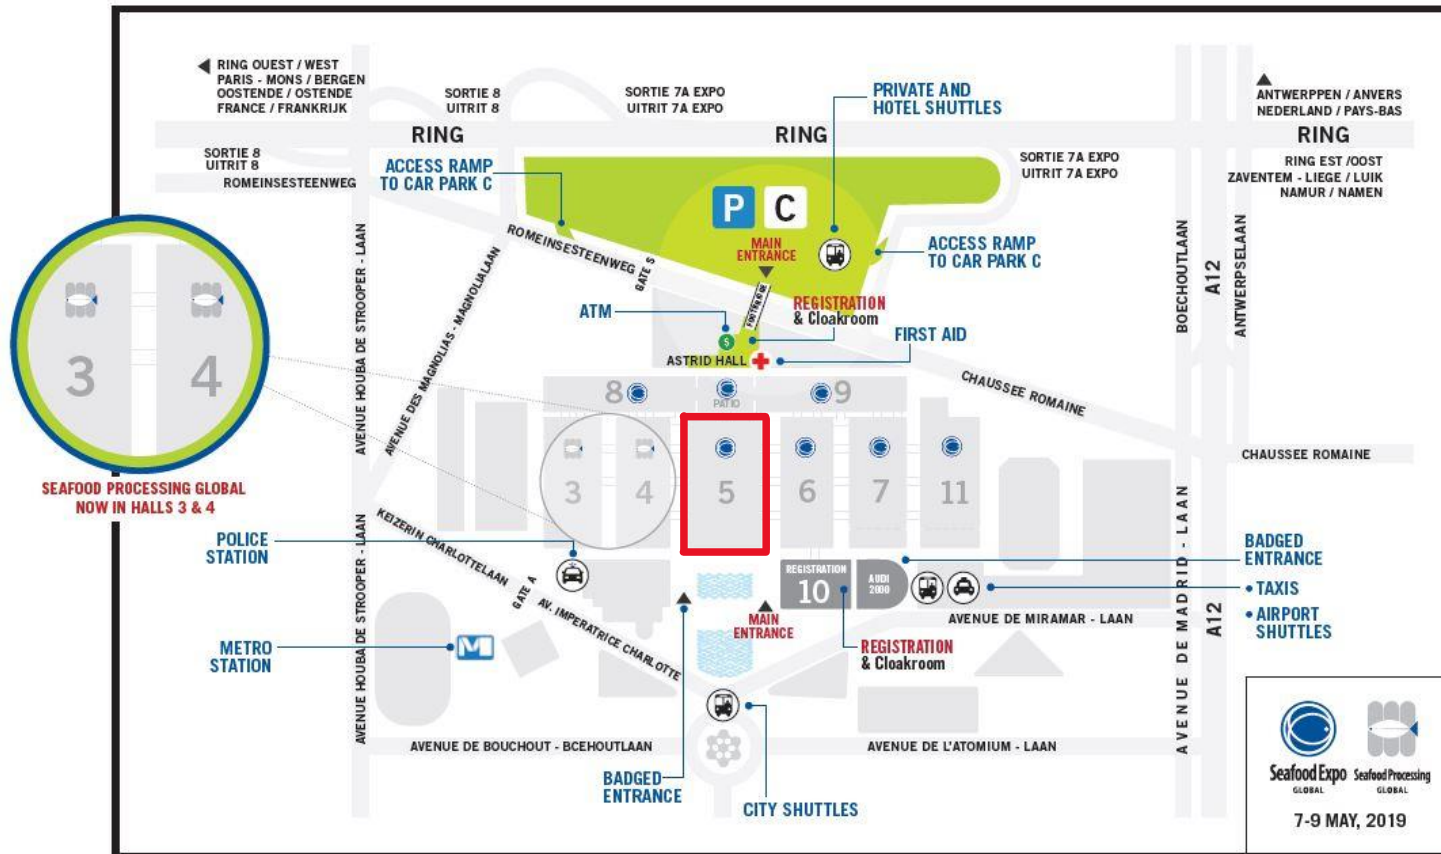 RING OUEST / WEST
PARIS - MONS / BERGEN
OOSTENDE / OSTENDE
FRANCE / FRANKRIJK
SORTIE 8
UITRIT 8
SORTIE 7A EXPO
UITRIT 7A EXPO
PRIVATE AND
HOTEL SHUTTLES
ANTWERPPEN / ANVERS
NEDERLAND / PAYS-BAS
RING
RING
RING
SORTIE 8
UITRIT 8
ROMEINSESTEENWEG
ACCESS RAMP
TO CAR PARK C
SORTIE 7A EXPO
UITRIT 7A EXPO
RING EST /OOST
ZAVENTEM - LIEGE / LUIK
NAMUR / NAMEN
P
C
ROMEINSESTEENWEG
GATE S
MAIN
ENTRANCE
ACCESS RAMP
TO CAR PARK C
AVENUE HOUBA DE STROOPER - LAAN
AVENUE DES MAGNOLIAS - MAGNOLIALAAN
BOECHOUTLAAN
A12
ANTWERPSELAAN
FOOTBRIDGE
ATM
$
REGISTRATION
& Cloakroom
FIRST AID
ASTRID HALL
CHAUSSEE ROMAINE
3
4
8
PATIO
9
CHAUSSEE ROMAINE
SEAFOOD PROCESSING GLOBAL
NOW IN HALLS 3 & 4
3
4
5
6
7
11
POLICE
STATION
KEIZERIN CHARLOTTELAAN
GATE A
AV. IMPERATRICE CHARLOTTE
AVENUE HOUBA DE STROOPER - LAAN
REGISTRATION
10
AUDI
2000
BADGED
ENTRANCE
• TAXIS
• AIRPORT
SHUTTLES
MAIN
ENTRANCE
AVENUE DE MIRAMAR - LAAN
AVENUE DE MADRID - LAAN
A12
METRO
STATION
M
REGISTRATION
& Cloakroom
AVENUE DE BOUCHOUT - BCEHOUTLAAN
AVENUE DE L'ATOMIUM - LAAN
BADGED
ENTRANCE
CITY SHUTTLES
Seafood Expo
GLOBAL
Seafood Processing
GLOBAL
7-9 MAY, 2019